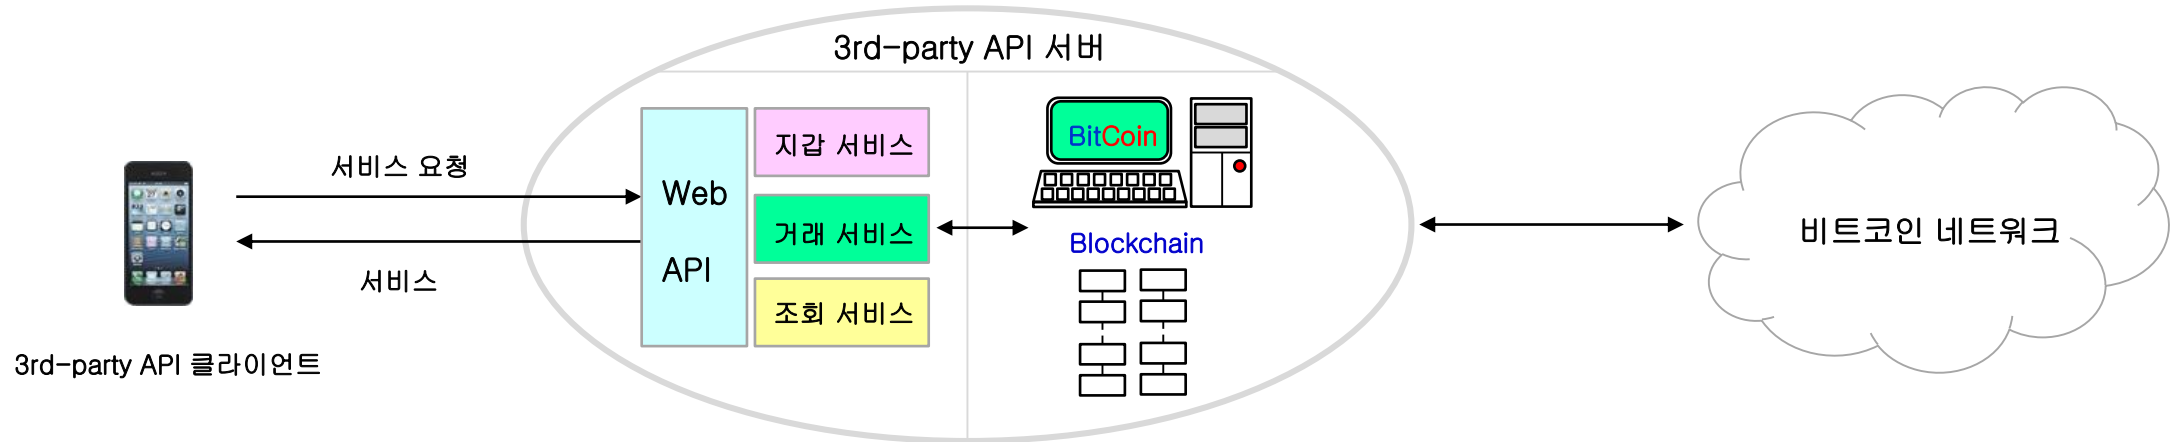 3rd-party API 서버
서비스 요청
서비스
3rd-party API 클라이언트
Web
API
지갑 서비스
거래 서비스
조회 서비스
BitCoin
Blockchain
비트코인 네트워크